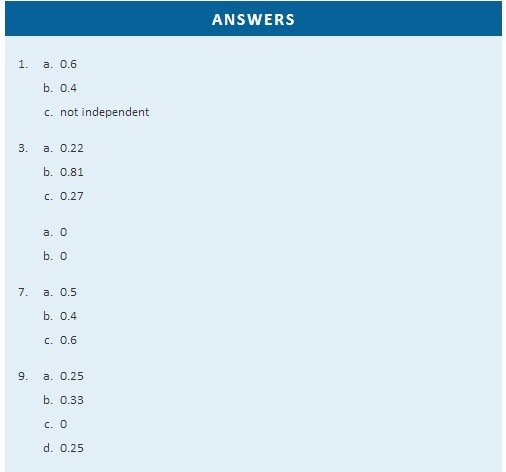 ANSWERS
1. a. 0.6
b. 0.4
c. not independent
3. a. 0.22
b. 0.81
c. 0.27
a. 0
b. 0
7. a. 0.5
b. 0.4
c. 0.6
9. a. 0.25
b. 0.33
c. 0
d. 0.25